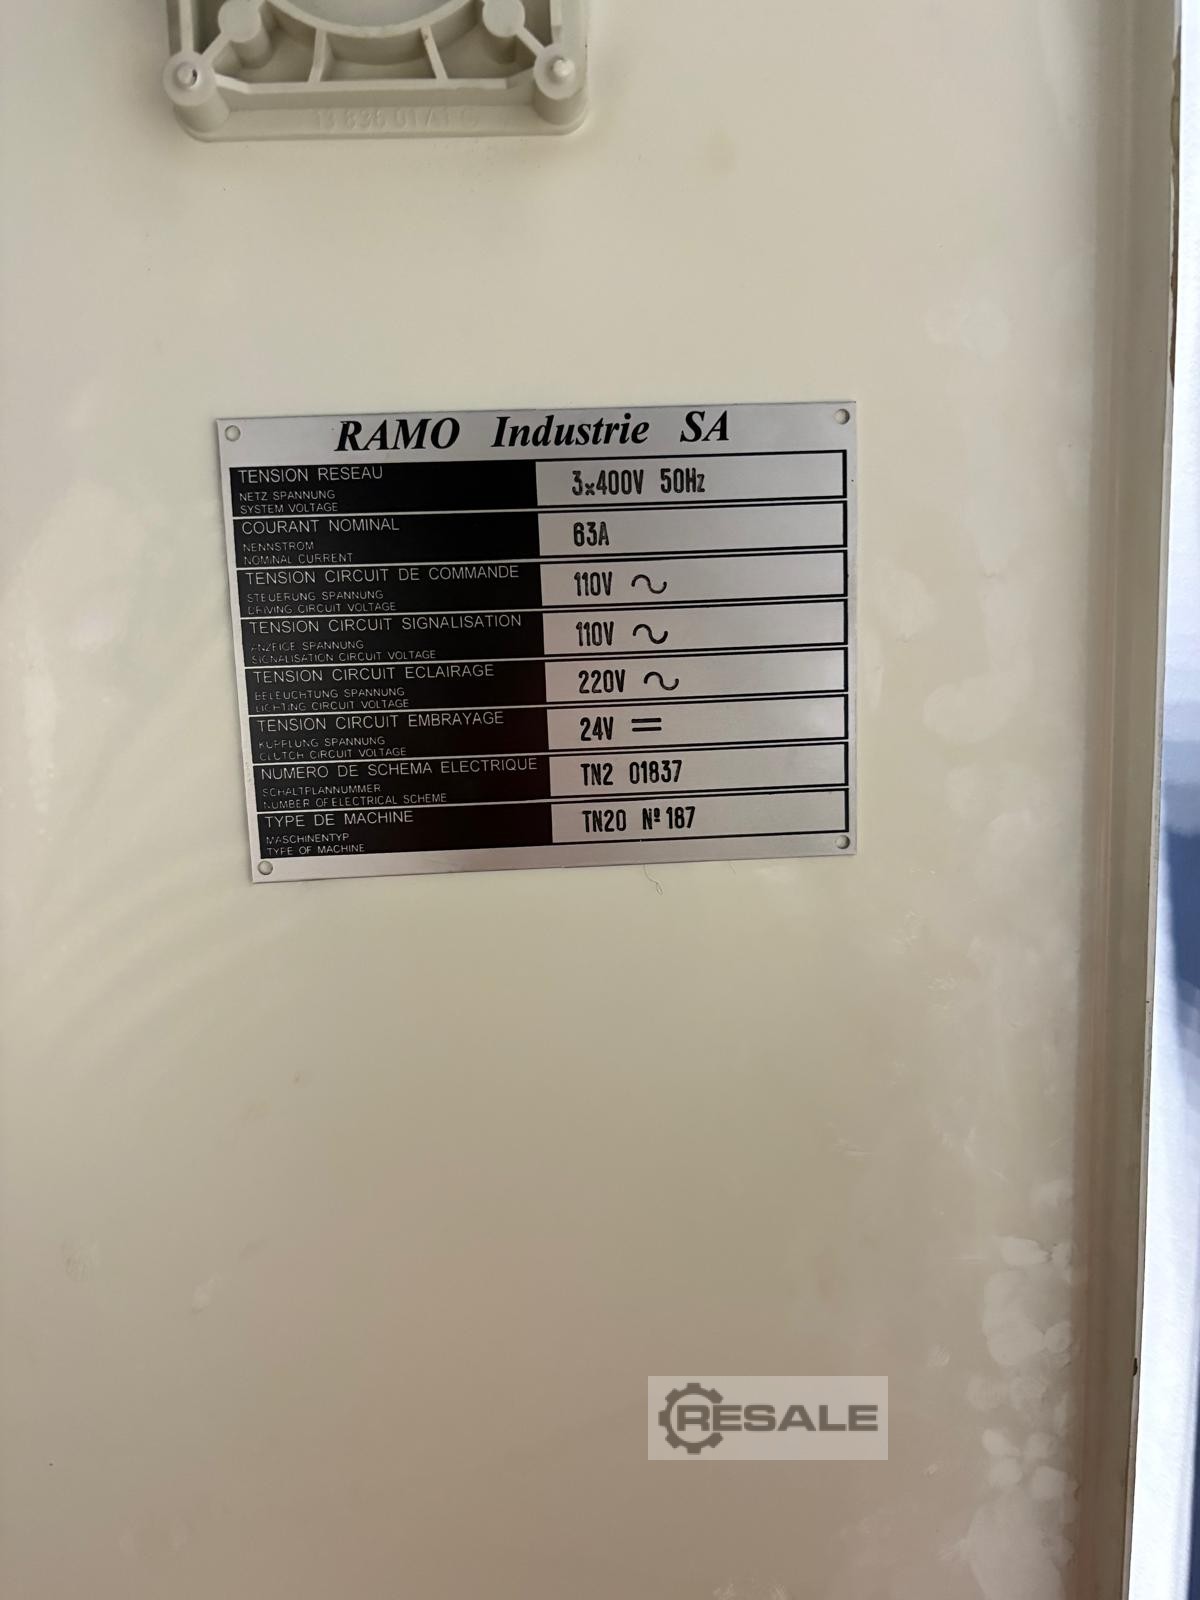 13 835 01/A1 C
RAMO Industrie SA
TENSION RESEAU
NETZ SPANNUNG
SYSTEM VOLTAGE
3x400V 50Hz
COURANT NOMINAL
NENNSTROM
NOMINAL CURRENT
63A
TENSION CIRCUIT DE COMMANDE
STEUERUNG SPANNUNG
DRIVING CIRCUIT VOLTAGE
110V ~
TENSION CIRCUIT SIGNALISATION
ANZEIGE SPANNUNG
SIGNALISATION CIRCUIT VOLTAGE
110V ~
TENSION CIRCUIT ECLAIRAGE
BELEUCHTUNG SPANNUNG
LIGHTING CIRCUIT VOLTAGE
220V ~
TENSION CIRCUIT EMBRAYAGE
KUPPLUNG SPANNUNG
CLUTCH CIRCUIT VOLTAGE
24V =
NUMERO DE SCHEMA ELECTRIQUE
SCHALTPLANNUMMER
NUMBER OF ELECTRICAL SCHEME
TN2 01837
TYPE DE MACHINE
MASCHINENTYP
TYPE OF MACHINE
TN20 Nº 187
RESALE